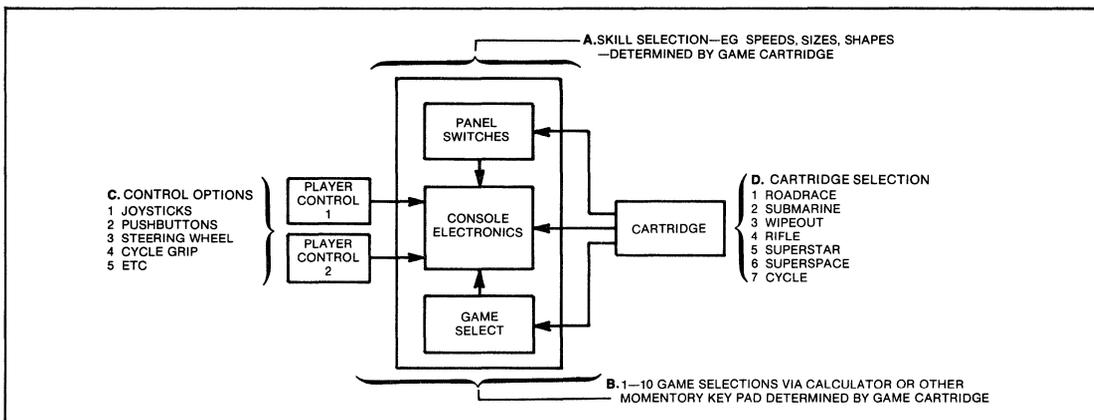 A. SKILL SELECTION—EG SPEEDS, SIZES, SHAPES
—DETERMINED BY GAME CARTRIDGE
PANEL
SWITCHES
C. CONTROL OPTIONS
1 JOYSTICKS
2 PUSHBUTTONS
3 STEERING WHEEL
4 CYCLE GRIP
5 ETC
PLAYER
CONTROL
1
PLAYER
CONTROL
2
CONSOLE
ELECTRONICS
CARTRIDGE
D. CARTRIDGE SELECTION
1 ROADRACE
2 SUBMARINE
3 WIPEOUT
4 RIFLE
5 SUPERSTAR
6 SUPERSPACE
7 CYCLE
GAME
SELECT
B. 1—10 GAME SELECTIONS VIA CALCULATOR OR OTHER
MOMENTORY KEY PAD DETERMINED BY GAME CARTRIDGE